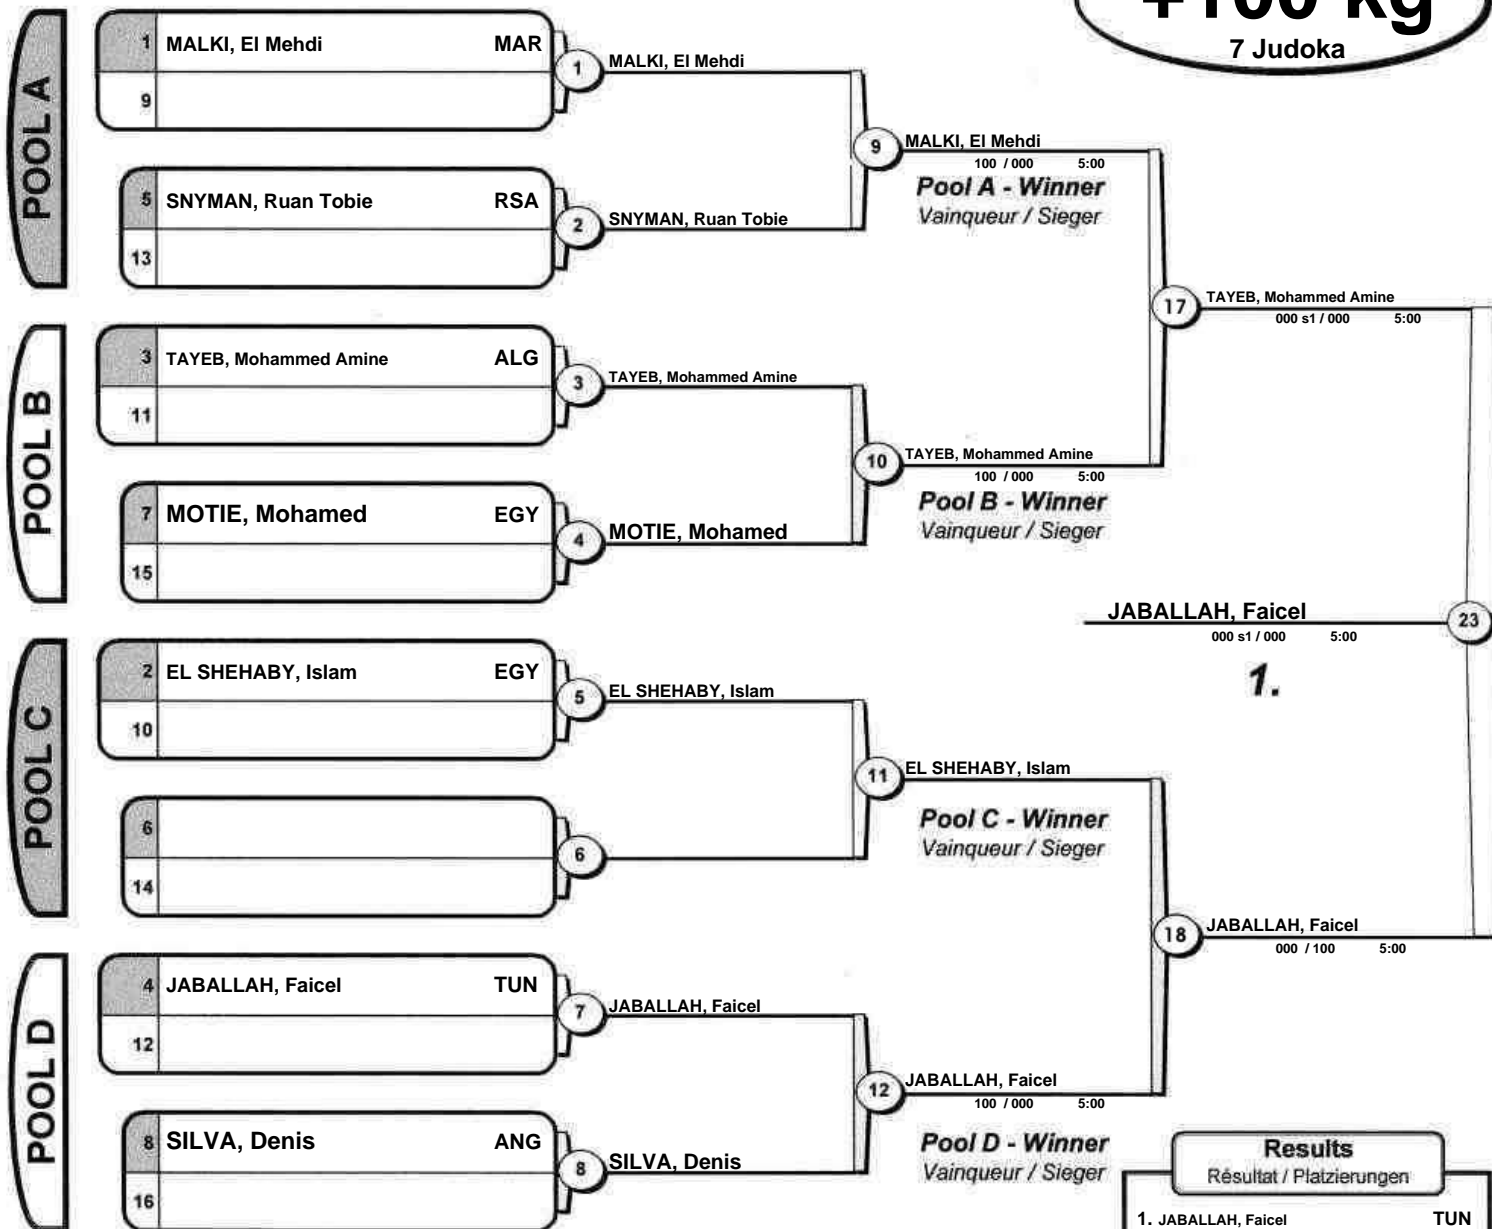 +100 kg
7 Judoka
POOL A
1 MALKI, El Mehdi MAR
9
1
MALKI, El Mehdi
5 SNYMAN, Ruan Tobie RSA
13
2
SNYMAN, Ruan Tobie
9
MALKI, El Mehdi
100 / 000 5:00
Pool A - Winner
Vainqueur / Sieger
POOL B
3 TAYEB, Mohammed Amine ALG
11
3
TAYEB, Mohammed Amine
7 MOTIE, Mohamed EGY
15
4
MOTIE, Mohamed
10
TAYEB, Mohammed Amine
100 / 000 5:00
Pool B - Winner
Vainqueur / Sieger
17
TAYEB, Mohammed Amine
000 s1 / 000 5:00
JABALLAH, Faicel
000 s1 / 000 5:00
23
1.
POOL C
2 EL SHEHABY, Islam EGY
10
5
EL SHEHABY, Islam
6
14
6
11
EL SHEHABY, Islam
Pool C - Winner
Vainqueur / Sieger
POOL D
4 JABALLAH, Faicel TUN
12
7
JABALLAH, Faicel
8 SILVA, Denis ANG
16
8
SILVA, Denis
12
JABALLAH, Faicel
100 / 000 5:00
Pool D - Winner
Vainqueur / Sieger
18
JABALLAH, Faicel
000 / 100 5:00
Results
Résultat / Platzierungen
1. JABALLAH, Faicel TUN